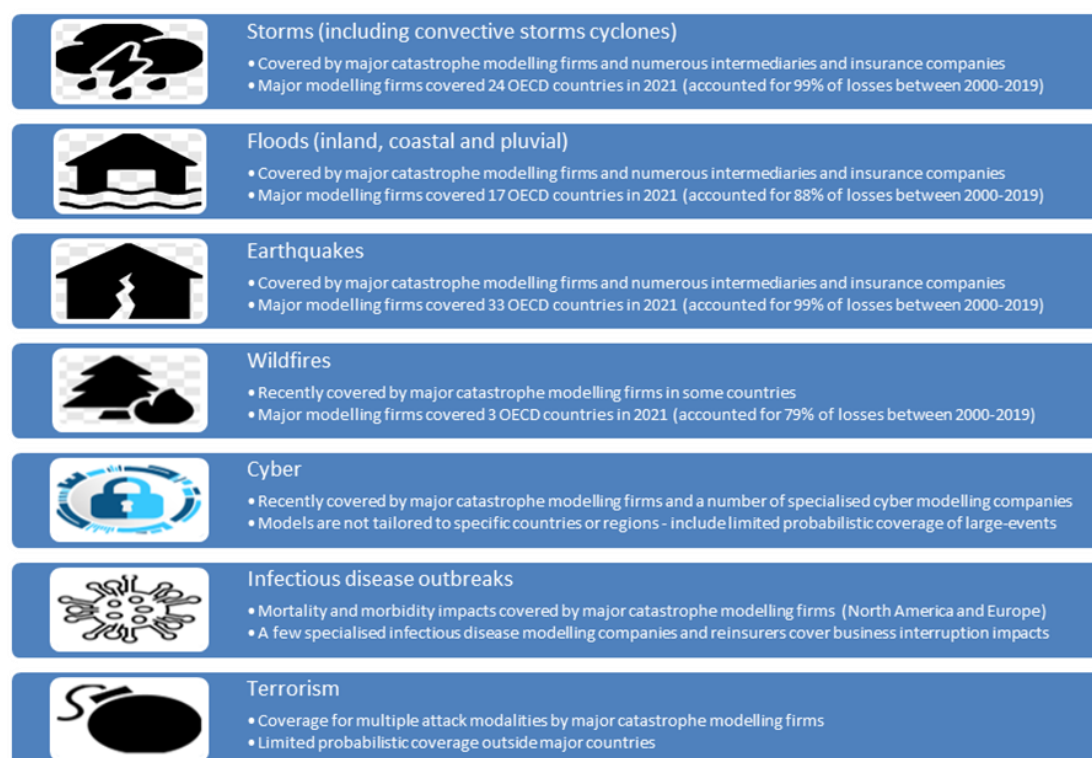 Storms (including convective storms cyclones)
• Covered by major catastrophe modelling firms and numerous intermediaries and insurance companies
• Major modelling firms covered 24 OECD countries in 2021 (accounted for 99% of losses between 2000-2019)
Floods (inland, coastal and pluvial)
• Covered by major catastrophe modelling firms and numerous intermediaries and insurance companies
• Major modelling firms covered 17 OECD countries in 2021 (accounted for 88% of losses between 2000-2019)
Earthquakes
• Covered by major catastrophe modelling firms and numerous intermediaries and insurance companies
• Major modelling firms covered 33 OECD countries in 2021 (accounted for 99% of losses between 2000-2019)
Wildfires
• Recently covered by major catastrophe modelling firms in some countries
• Major modelling firms covered 3 OECD countries in 2021 (accounted for 79% of losses between 2000-2019)
Cyber
• Recently covered by major catastrophe modelling firms and a number of specialised cyber modelling companies
• Models are not tailored to specific countries or regions - include limited probabilistic coverage of large-events
Infectious disease outbreaks
• Mortality and morbidity impacts covered by major catastrophe modelling firms (North America and Europe)
• A few specialised infectious disease modelling companies and reinsurers cover business interruption impacts
Terrorism
• Coverage for multiple attack modalities by major catastrophe modelling firms
• Limited probabilistic coverage outside major countries